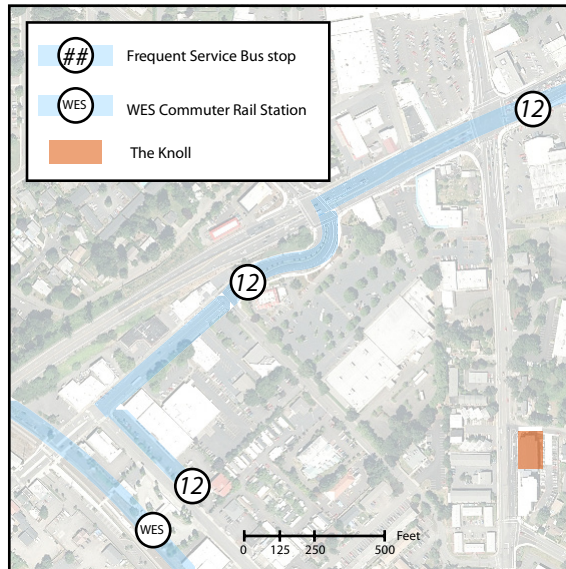 ## Frequent Service Bus stop
WES WES Commuter Rail Station
The Knoll
12
12
12
WES
Feet
0 125 250 500